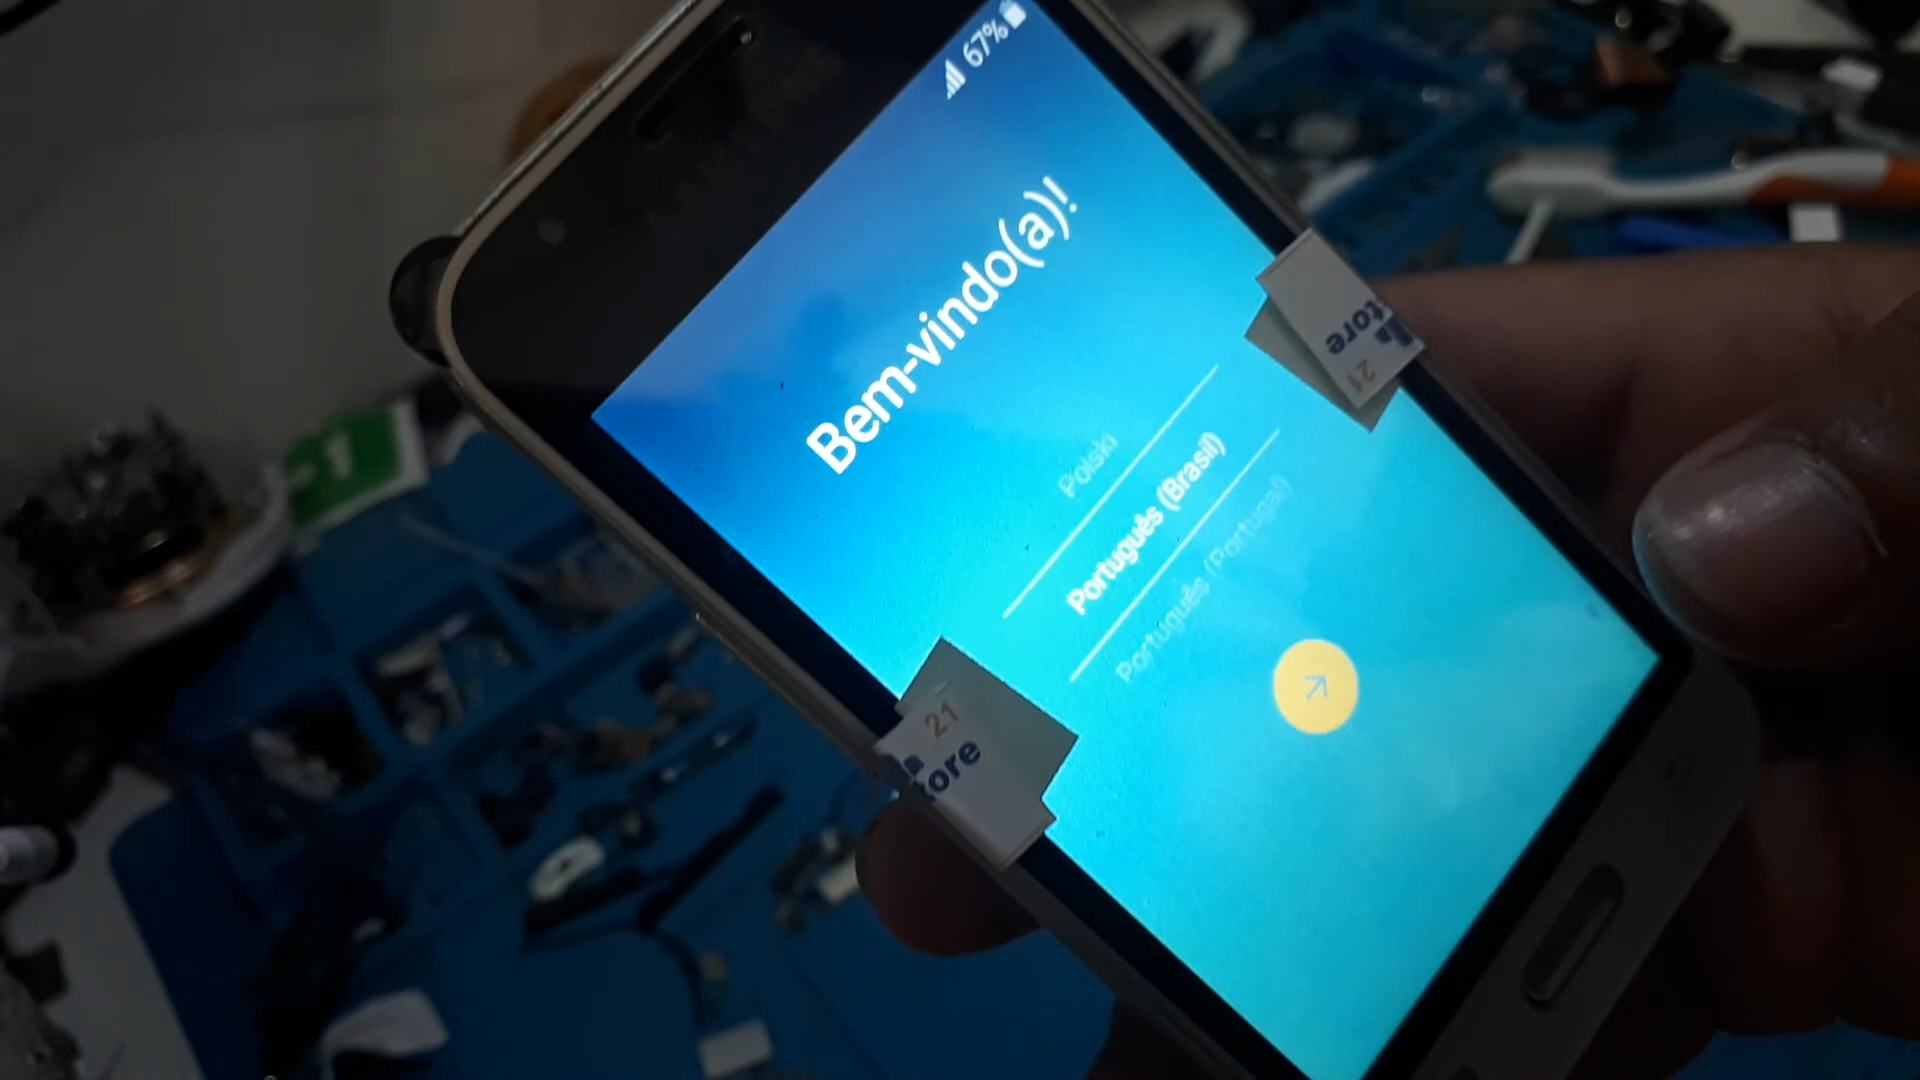 67%
Bem-vindo(a)!
Polski
Português (Brasil)
Português (Portugal)
tore
21
21
tore